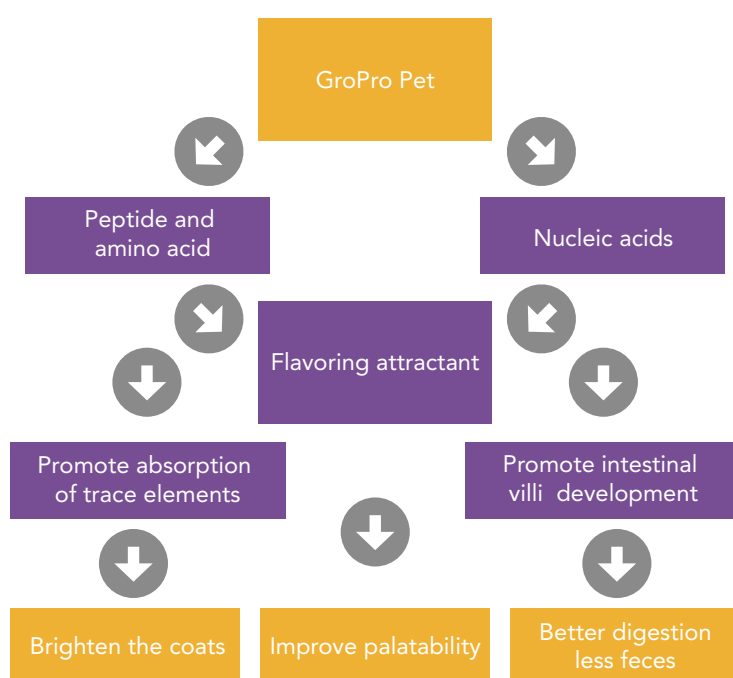 GroPro Pet
Peptide and
amino acid
Nucleic acids
Flavoring attractant
Promote absorption
of trace elements
Promote intestinal
villi development
Brighten the coats
Improve palatability
Better digestion
less feces